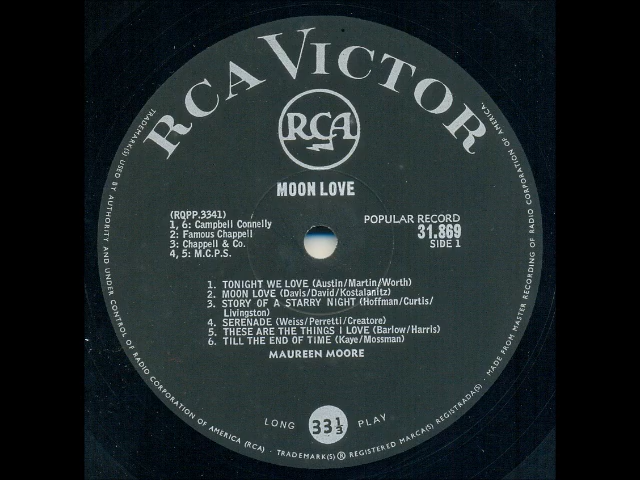 RCA VICTOR
RCA
MOON LOVE
(RQPP.3341)
1, 6: Campbell Connelly
2: Famous Chappell
3: Chappell & Co.
4, 5: M.C.P.S.
POPULAR RECORD
31.869
SIDE 1
1. TONIGHT WE LOVE (Austin/Martin/Worth)
2. MOON LOVE (Davis/David/Kostalanitz)
3. STORY OF A STARRY NIGHT (Hoffman/Curtis/
Livingston)
4. SERENADE (Weiss/Perretti/Creatore)
5. THESE ARE THE THINGS I LOVE (Barlow/Harris)
6. TILL THE END OF TIME (Kaye/Mossman)
MAUREEN MOORE
LONG 33⅓ PLAY
TRADEMARK(S) USED BY AUTHORITY AND UNDER CONTROL OF RADIO CORPORATION OF AMERICA (RCA) - TRADEMARK(S) ® REGISTERED MARCA(S) REGISTRADA(S) - MADE FROM MASTER RECORDING OF RADIO CORPORATION OF AMERICA.